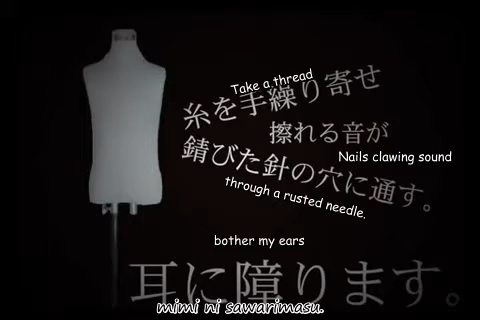 Take a thread
糸を手繰り寄せ
擦れる音が
Nails clawing sound
錆びた針の穴に通す。
through a rusted needle.
bother my ears
耳に障ります。
mimi ni sawarimasu.